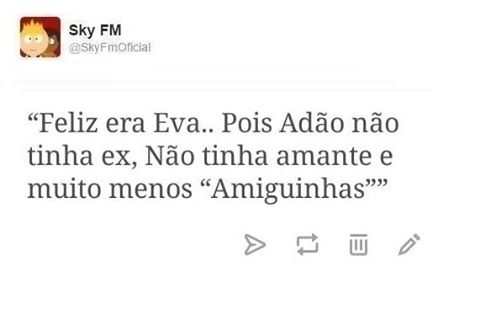 Sky FM
@SkyFmOficial
“Feliz era Eva.. Pois Adão não
tinha ex, Não tinha amante e
muito menos “Amiguinhas””